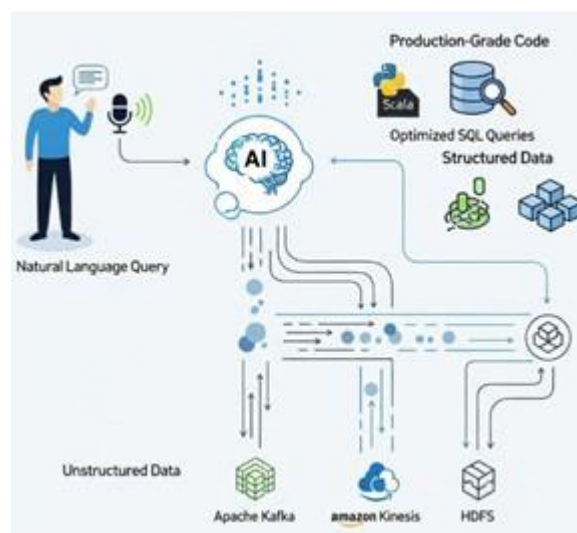 Production-Grade Code
Scala
Optimized SQL Queries
Structured Data
AI
Natural Language Query
Unstructured Data
Apache Kafka
amazon Kinesis
HDFS